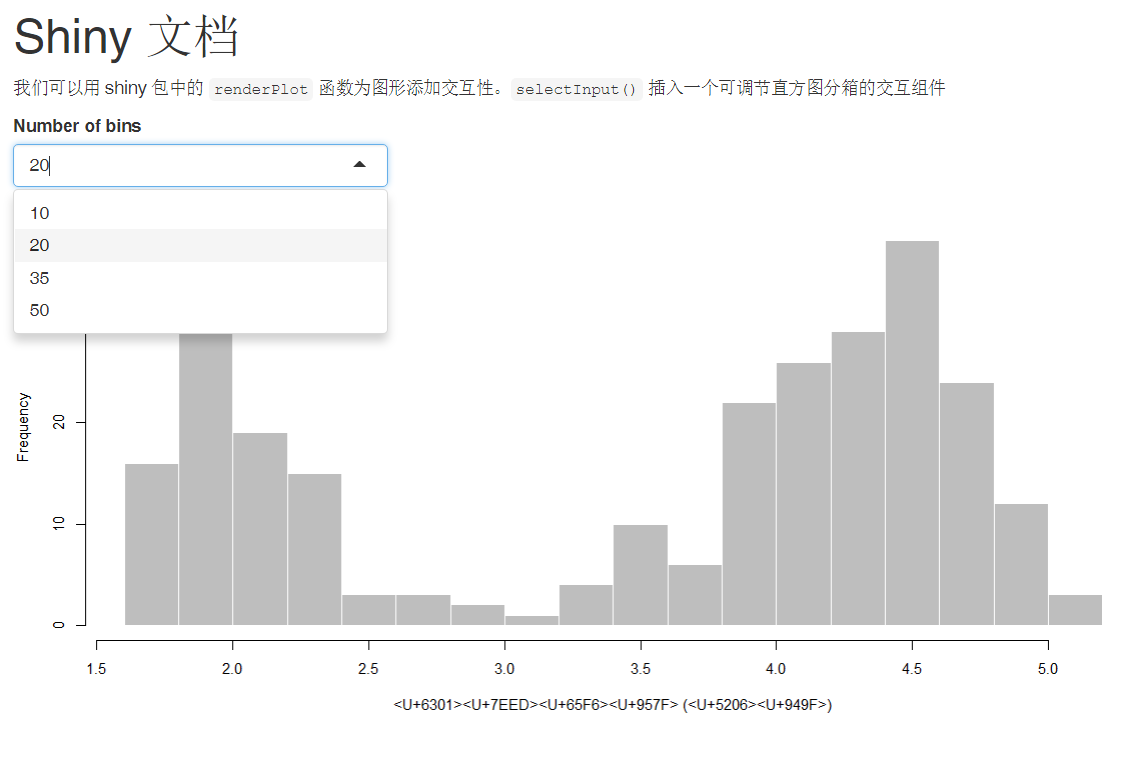 Shiny 文档
我们可以用 shiny 包中的 renderPlot 函数为图形添加交互性。selectInput() 插入一个可调节直方图分箱的交互组件
Number of bins
20
10
20
35
50
Frequency
20
10
0
1.5 2.0 2.5 3.0 3.5 4.0 4.5 5.0
<U+6301><U+7EED><U+65F6><U+957F> (<U+5206><U+949F>)